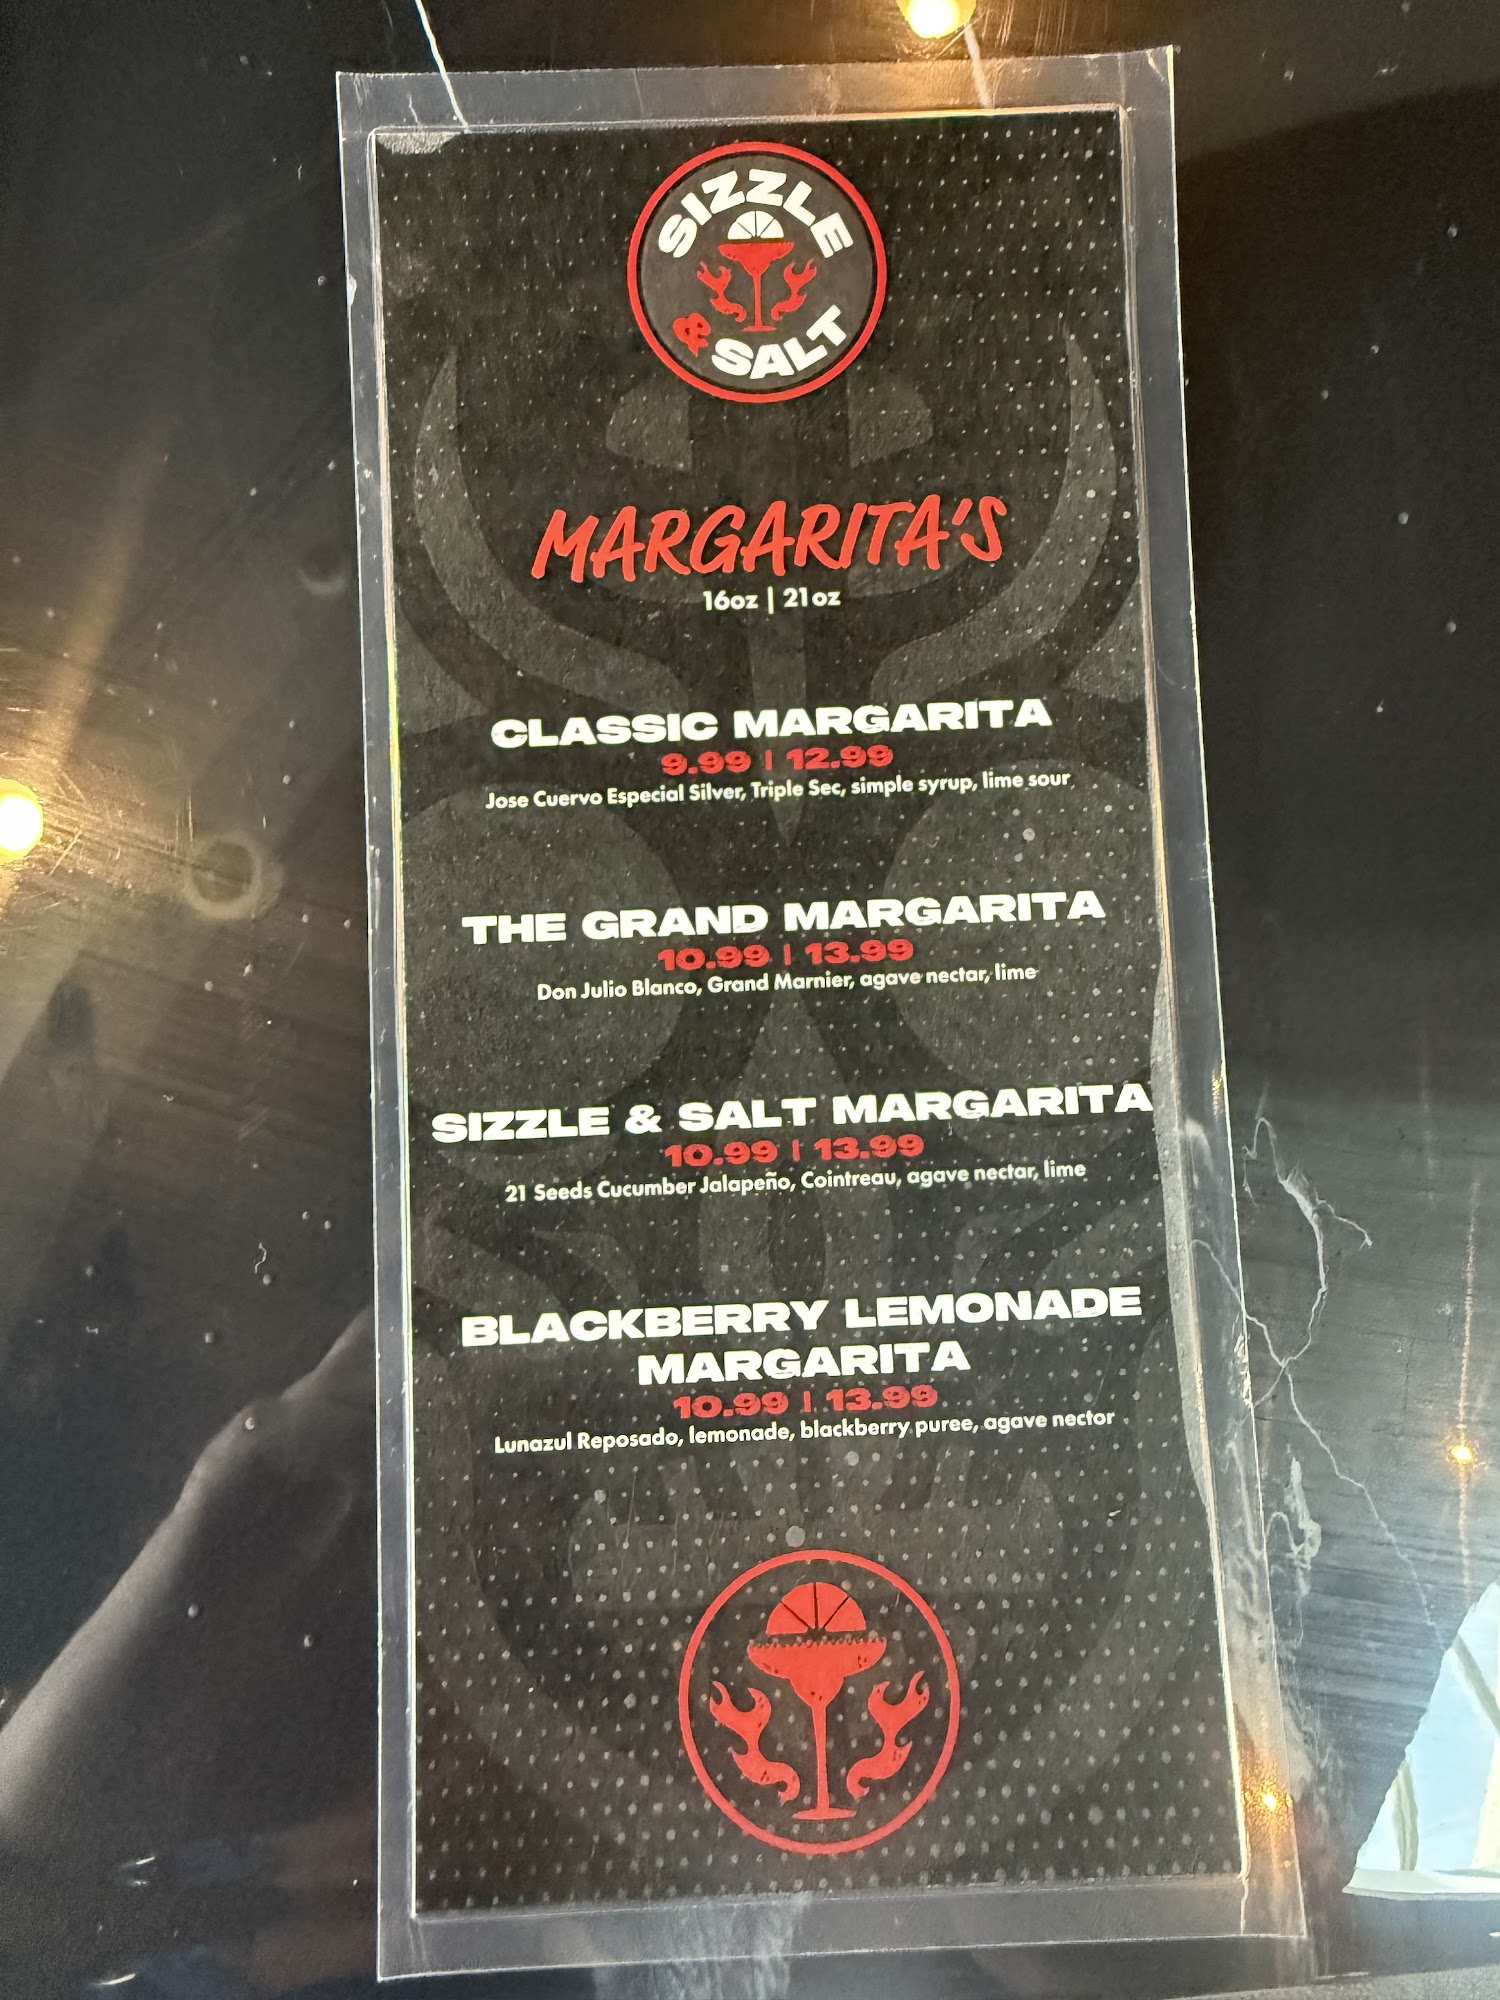 SIZZLE
& SALT
MARGARITA'S
16oz | 21oz
CLASSIC MARGARITA
9.99 | 12.99
Jose Cuervo Especial Silver, Triple Sec, simple syrup, lime sour
THE GRAND MARGARITA
10.99 | 13.99
Don Julio Blanco, Grand Marnier, agave nectar, lime
SIZZLE & SALT MARGARITA
10.99 | 13.99
21 Seeds Cucumber Jalapeño, Cointreau, agave nectar, lime
BLACKBERRY LEMONADE
MARGARITA
10.99 | 13.99
Lunazul Reposado, lemonade, blackberry puree, agave nector